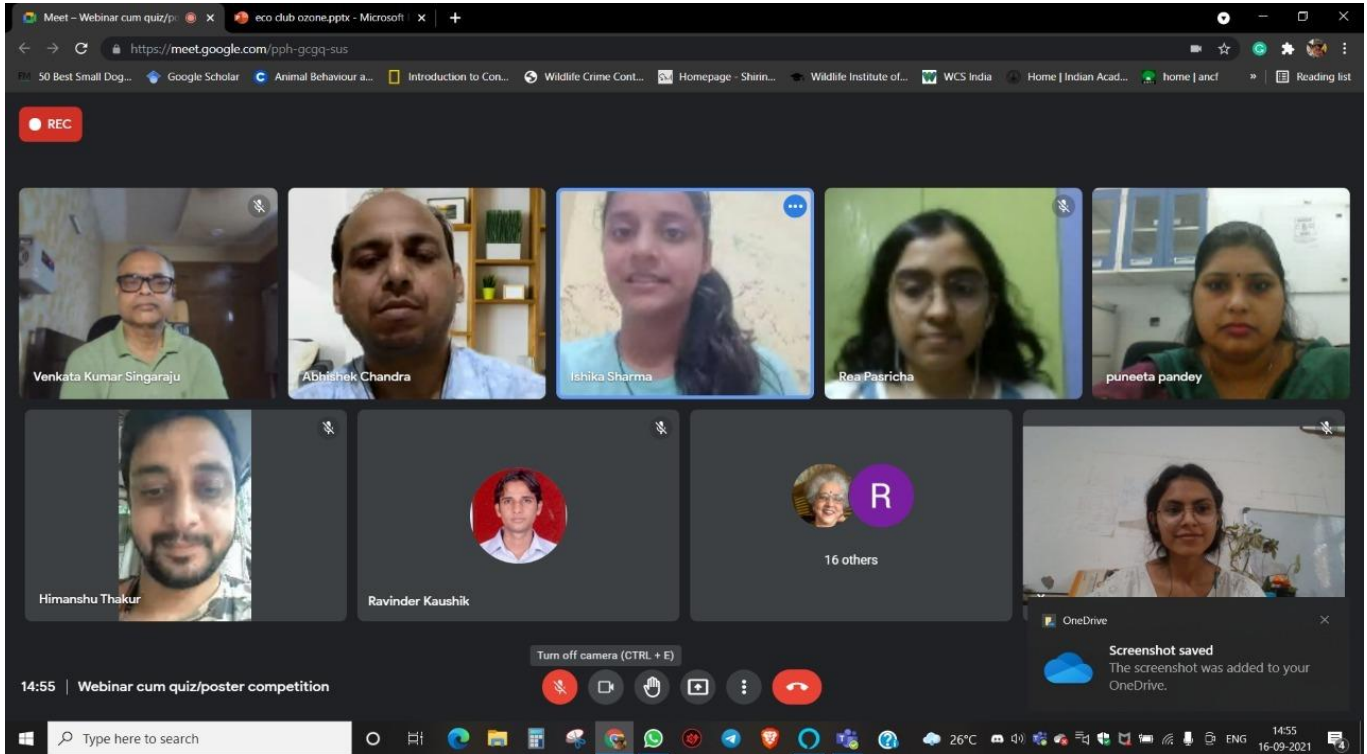 Meet – Webinar cum quiz/po
eco club ozone.pptx - Microsoft
https://meet.google.com/pph-gcgq-sus
50 Best Small Dog...
Google Scholar
Animal Behaviour a...
Introduction to Con...
Wildlife Crime Cont...
Homepage - Shirin...
Wildlife Institute of...
WCS India
Home | Indian Acad...
home | ancf
»
Reading list
REC
Venkata Kumar Singaraju
Abhishek Chandra
Ishika Sharma
Rea Pasricha
puneeta pandey
Himanshu Thakur
Ravinder Kaushik
R
16 others
OneDrive
Screenshot saved
The screenshot was added to your
OneDrive.
Turn off camera (CTRL + E)
14:55 | Webinar cum quiz/poster competition
Type here to search
26°C
ENG
14:55
16-09-2021
4